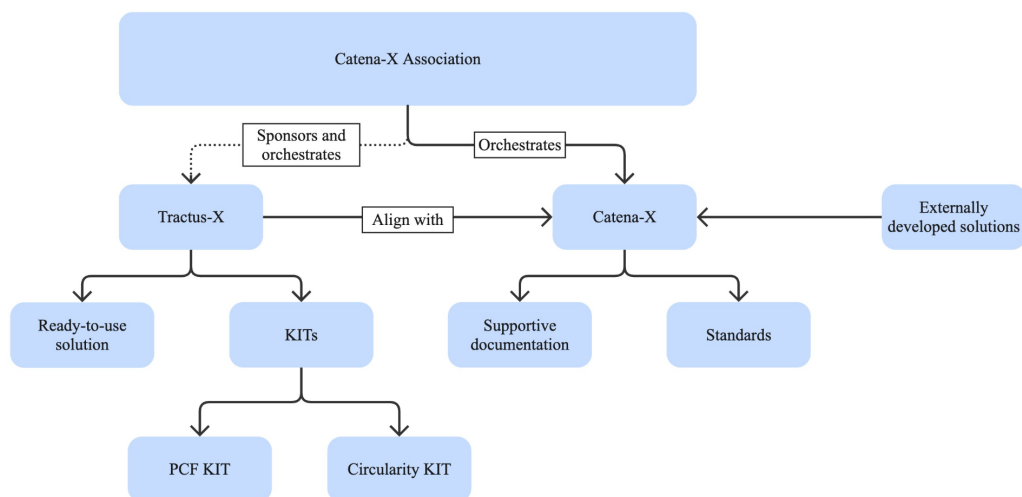 Catena-X Association
Sponsors and
orchestrates
Orchestrates
Tractus-X
Align with
Catena-X
Externally
developed solutions
Ready-to-use
solution
KITs
Supportive
documentation
Standards
PCF KIT
Circularity KIT